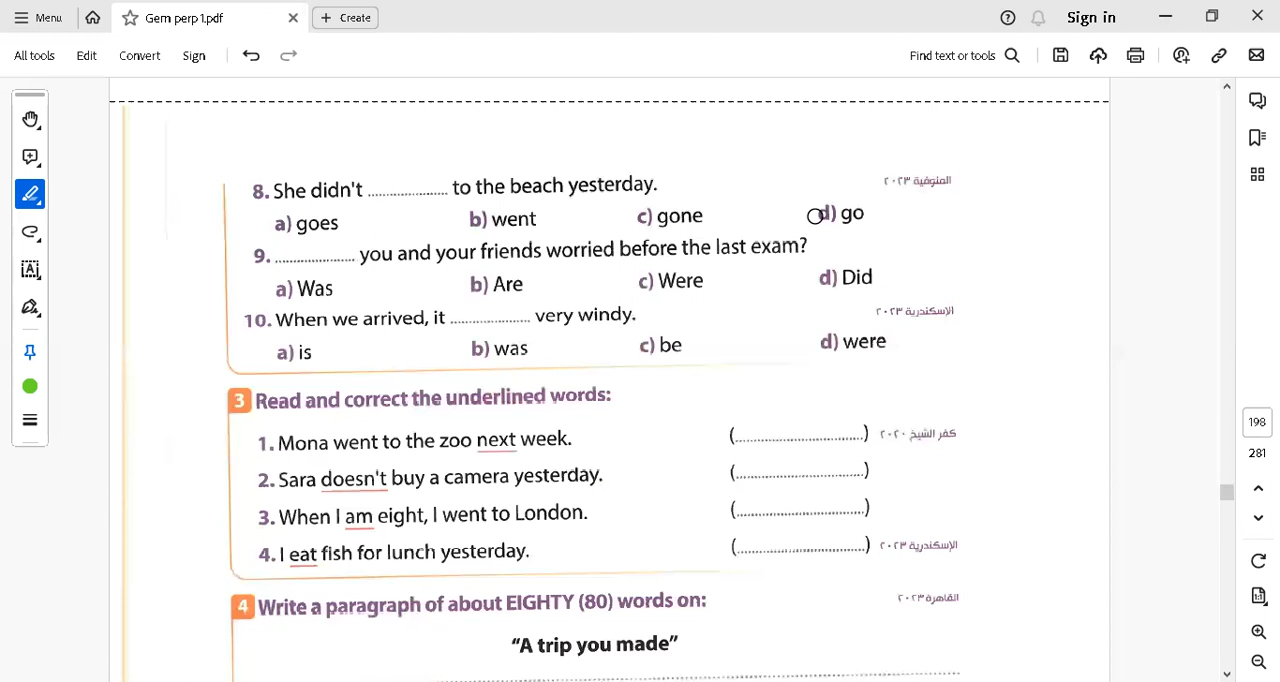 Menu
Gem perp 1.pdf
Create
Sign in
All tools
Edit
Convert
Sign
Find text or tools
8. She didn't .................... to the beach yesterday. المنوفية ٢٠٢٣
a) goes b) went c) gone d) go
9. .................... you and your friends worried before the last exam?
a) Was b) Are c) Were d) Did
10. When we arrived, it .................... very windy. الإسكندرية ٢٠٢٣
a) is b) was c) be d) were
3 Read and correct the underlined words:
1. Mona went to the zoo next week. (................................) كفر الشيخ ٢٠٢٠
2. Sara doesn't buy a camera yesterday. (................................)
3. When I am eight, I went to London. (................................)
4. I eat fish for lunch yesterday. (................................) الإسكندرية ٢٠٢٣
4 Write a paragraph of about EIGHTY (80) words on: القاهرة ٢٠٢٣
“A trip you made”
198
281